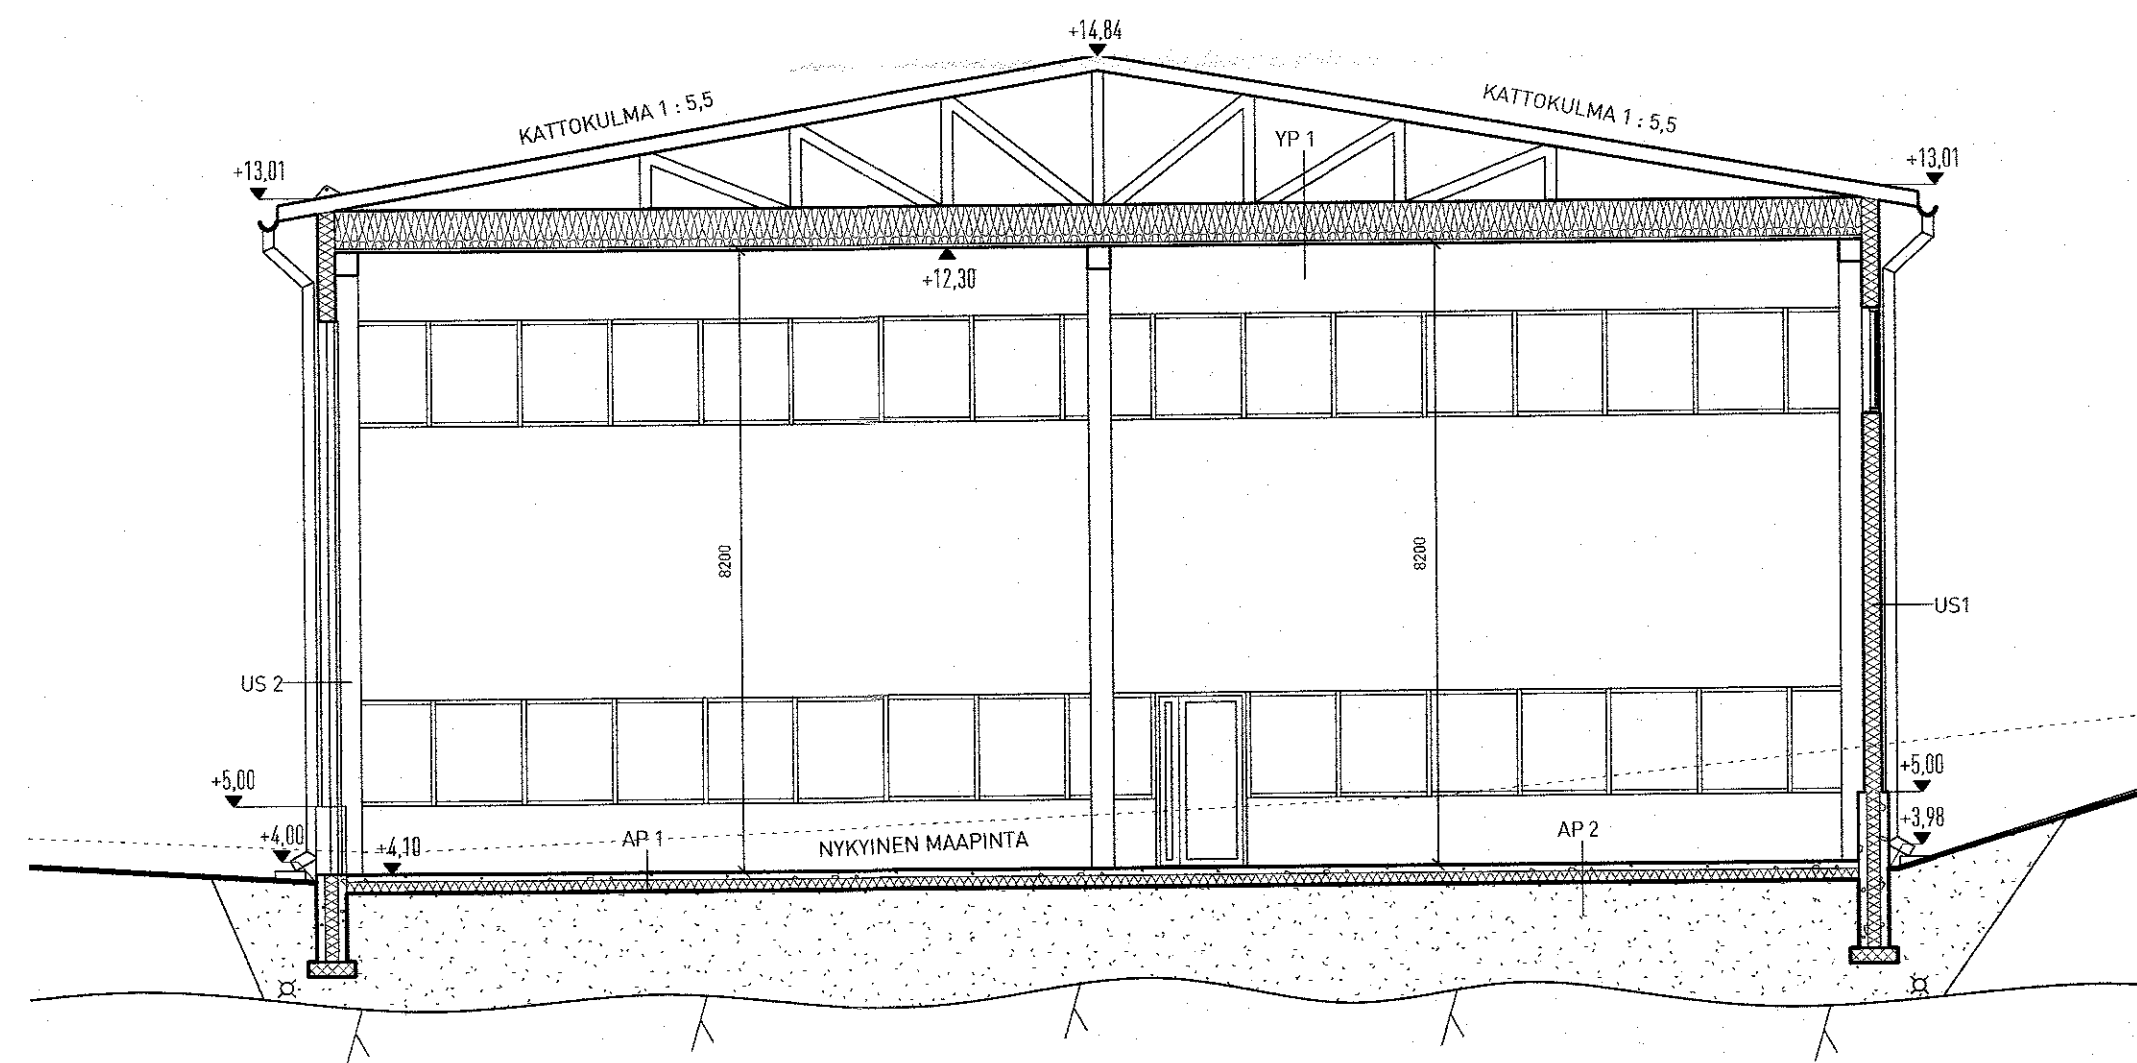 +14,84
KATTOKULMA 1 : 5,5
KATTOKULMA 1 : 5,5
YP 1
+13,01
+13,01
+12,30
8200
8200
US1
US 2
+5,00
+5,00
+4,00
+4,10
AP 1
NYKYINEN MAAPINTA
AP 2
+3,98